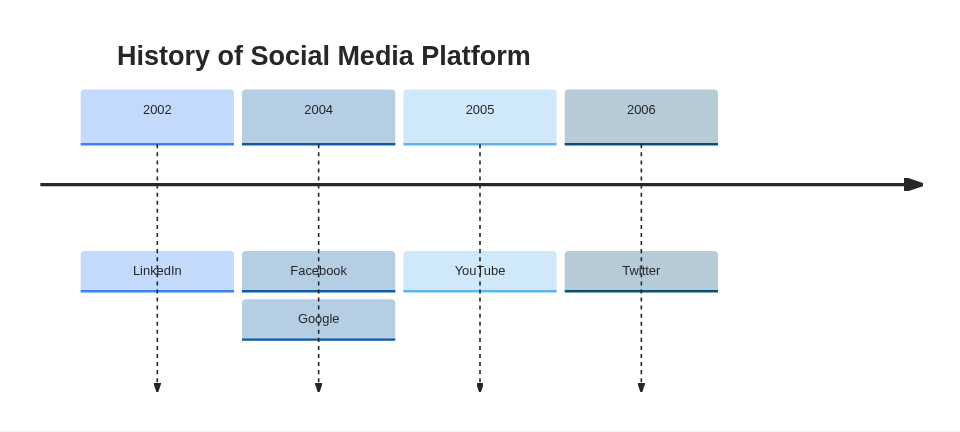 History of Social Media Platform
2002
2004
2005
2006
LinkedIn
Facebook
YouTube
Twitter
Google